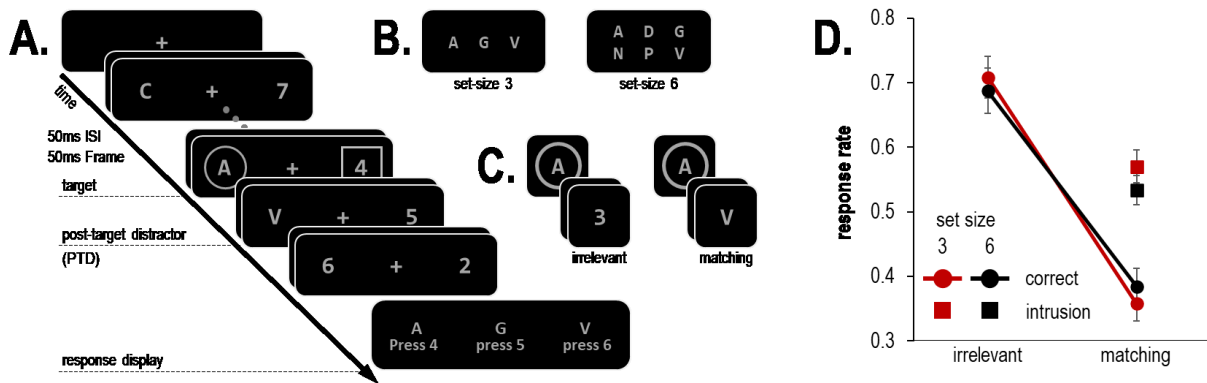 A.
+
C + 7
time
50ms ISI
50ms Frame
A + 4
target
V + 5
post-target distractor
(PTD)
6 + 2
A G V
Press 4 press 5 press 6
response display
B.
A G V
set-size 3
A D G
N P V
set-size 6
C.
A
3
irrelevant
A
V
matching
D.
response rate
0.8
0.7
0.6
0.5
0.4
0.3
set size
3 6
correct
intrusion
irrelevant matching